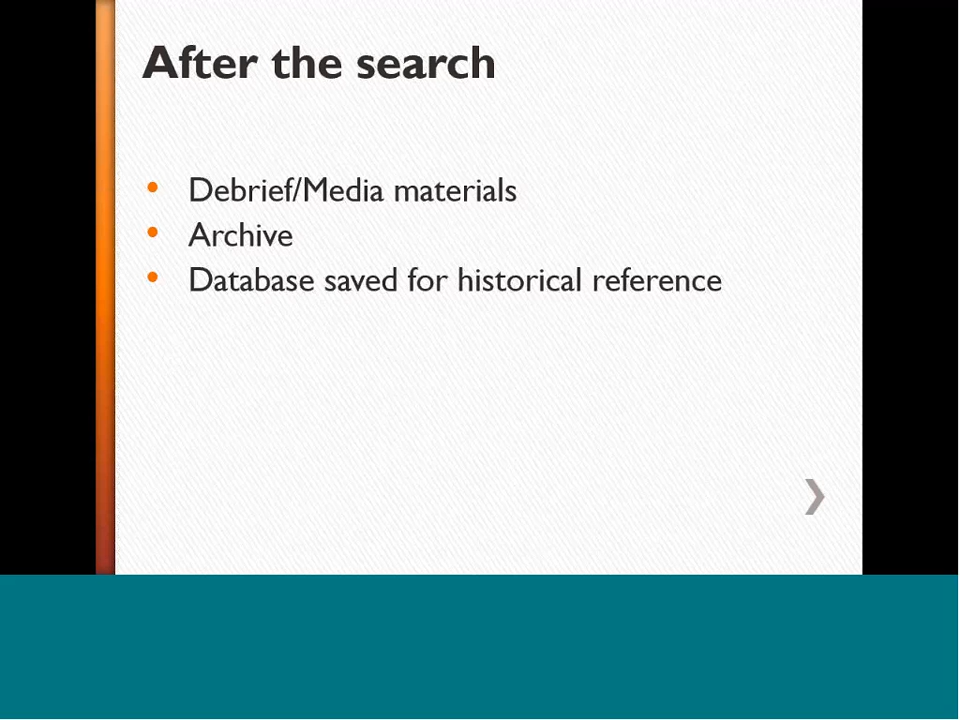 After the search
• Debrief/Media materials
• Archive
• Database saved for historical reference